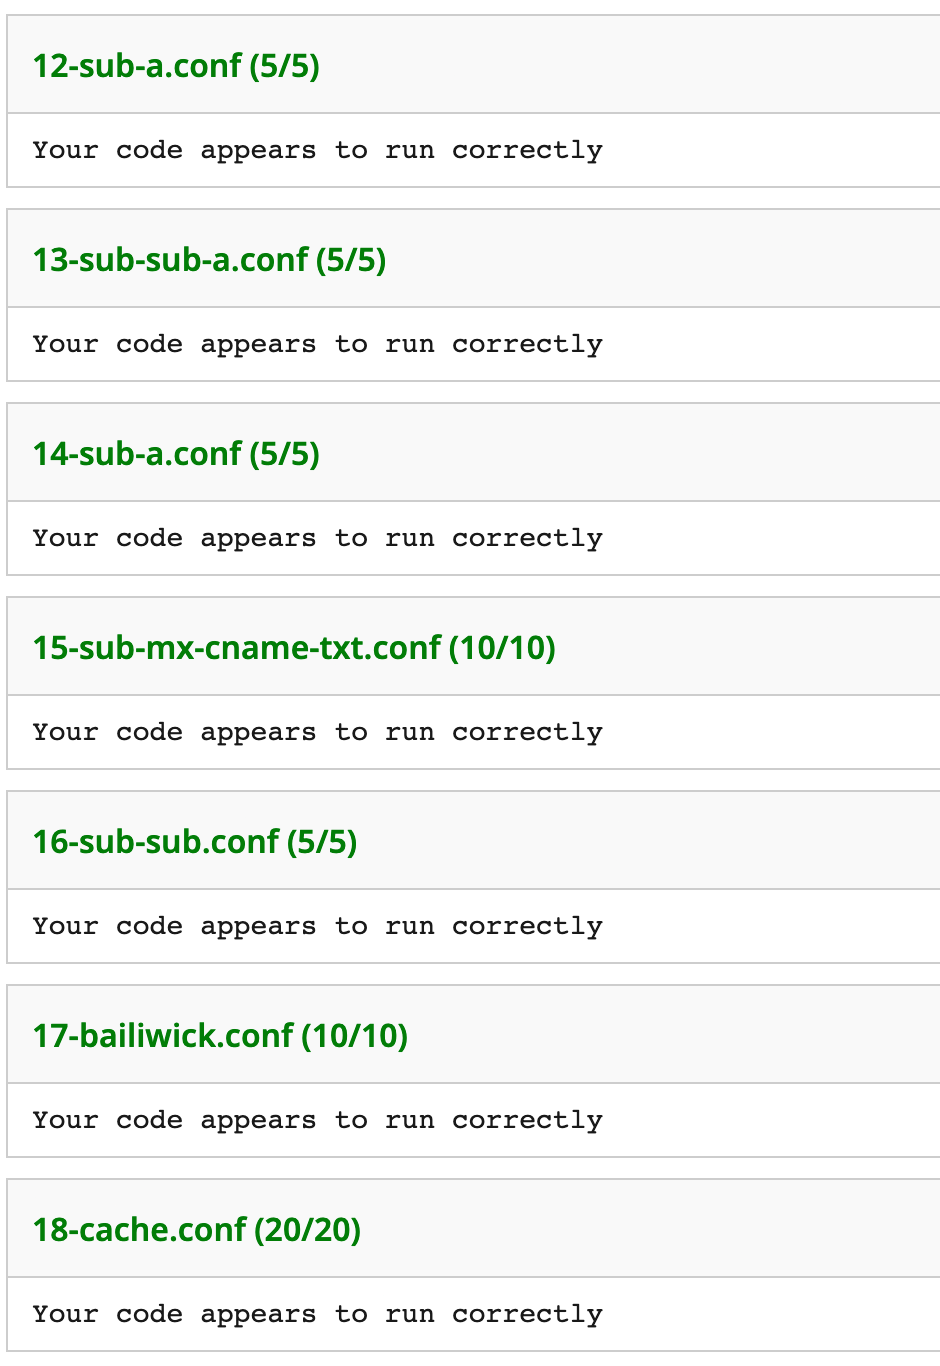 12-sub-a.conf (5/5)
Your code appears to run correctly
13-sub-sub-a.conf (5/5)
Your code appears to run correctly
14-sub-a.conf (5/5)
Your code appears to run correctly
15-sub-mx-cname-txt.conf (10/10)
Your code appears to run correctly
16-sub-sub.conf (5/5)
Your code appears to run correctly
17-bailiwick.conf (10/10)
Your code appears to run correctly
18-cache.conf (20/20)
Your code appears to run correctly